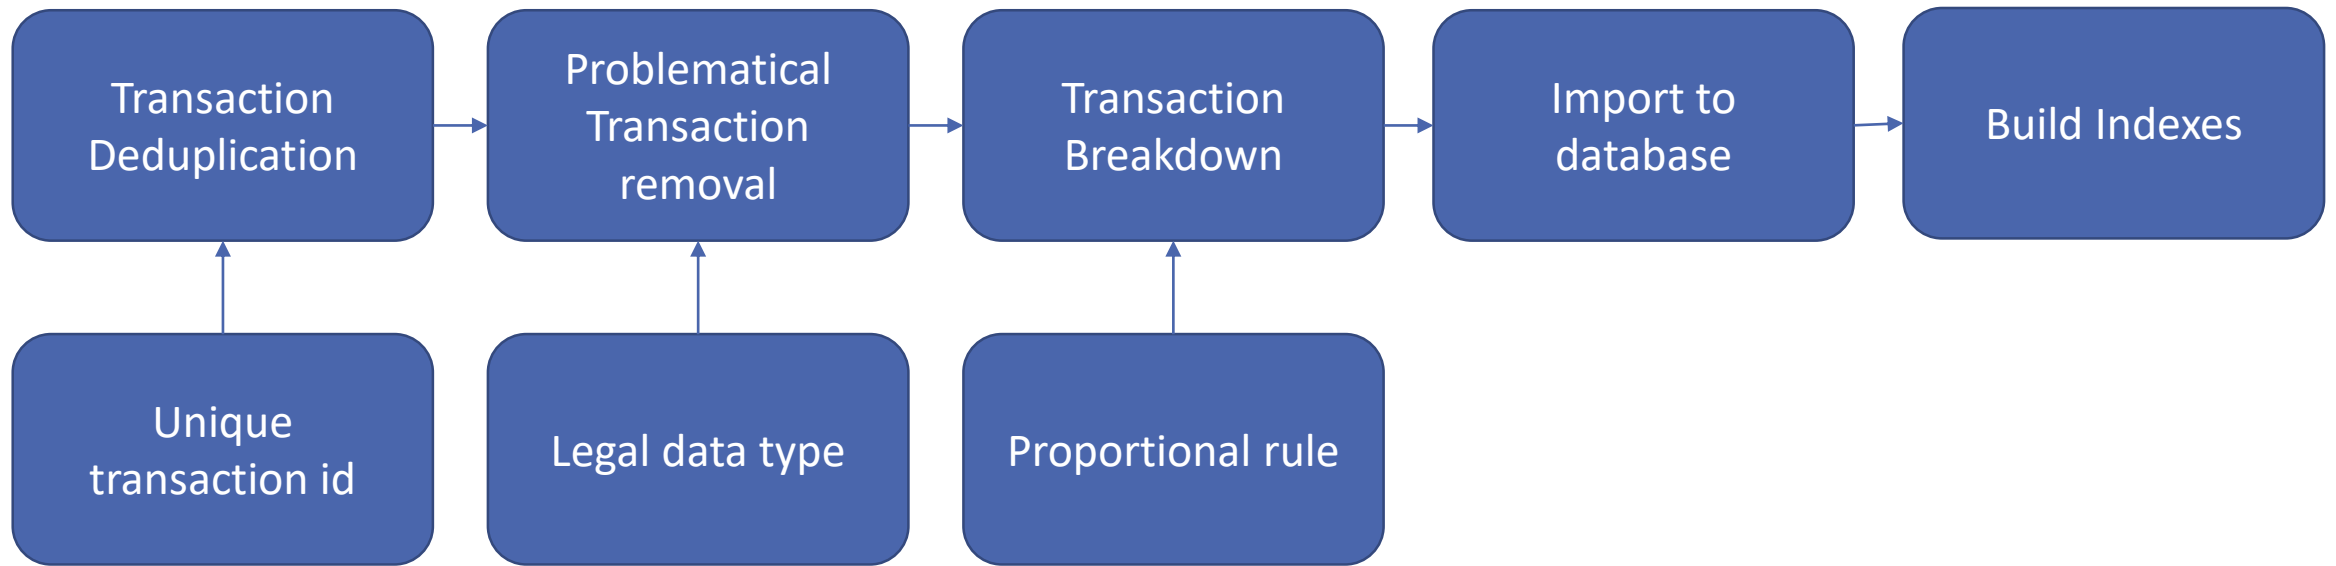 Transaction
Deduplication
Problematical
Transaction
removal
Transaction
Breakdown
Import to
database
Build Indexes
Unique
transaction id
Legal data type
Proportional rule